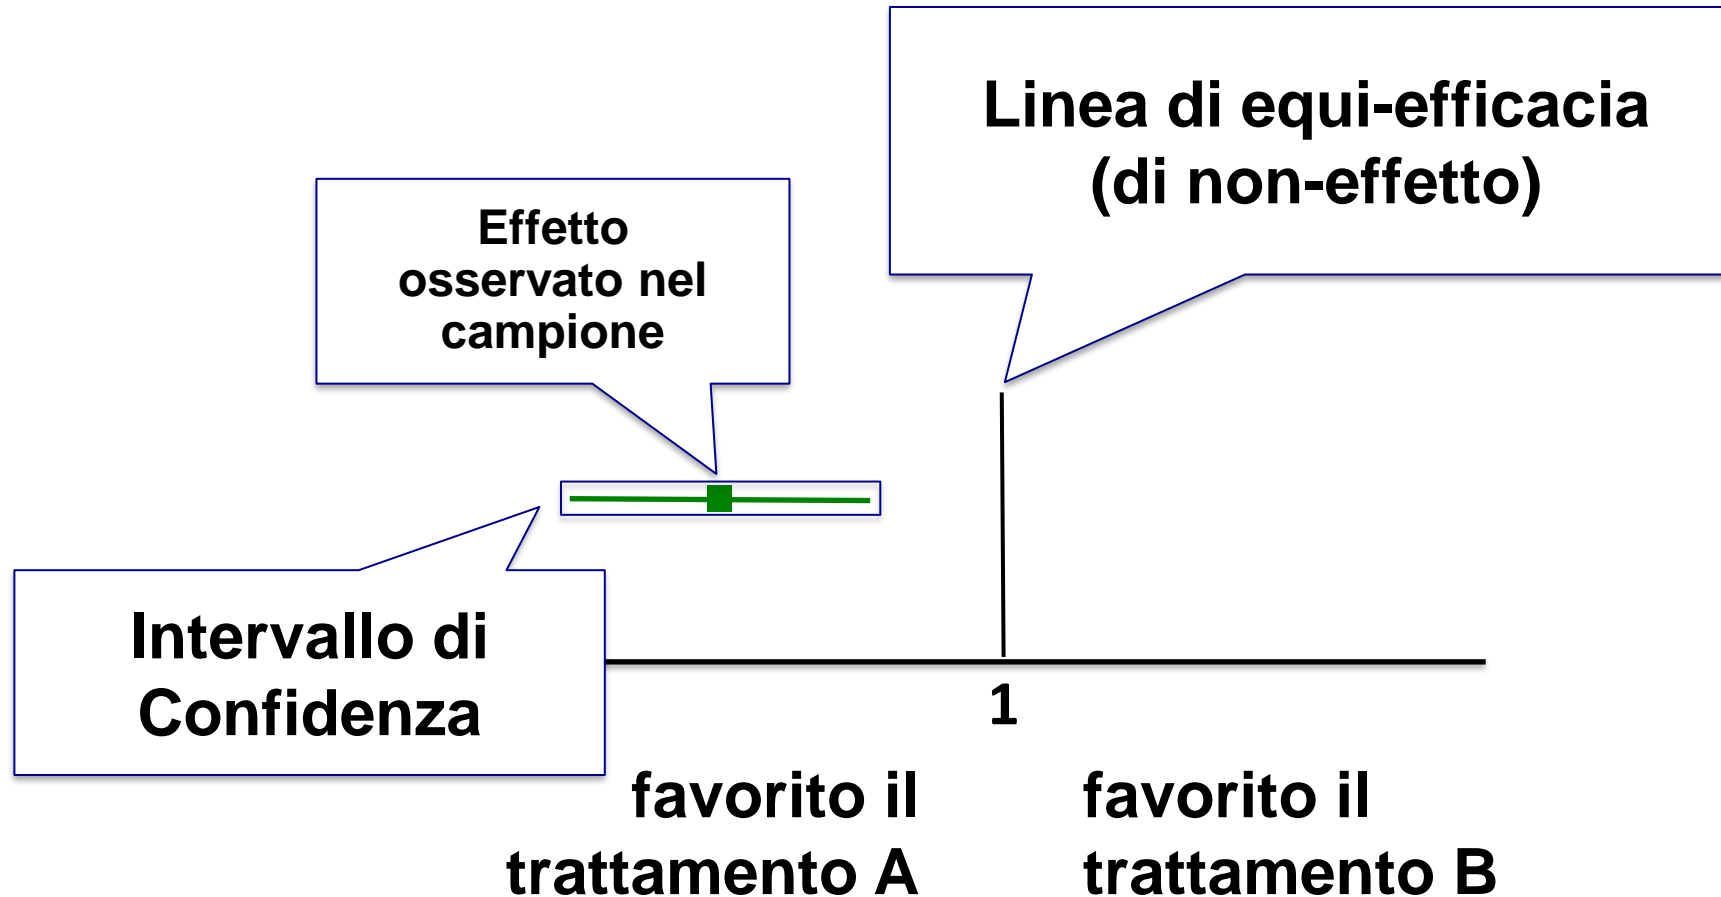 Linea di equi-efficacia
(di non-effetto)
Effetto
osservato nel
campione
Intervallo di
Confidenza
1
favorito il
trattamento A
favorito il
trattamento B